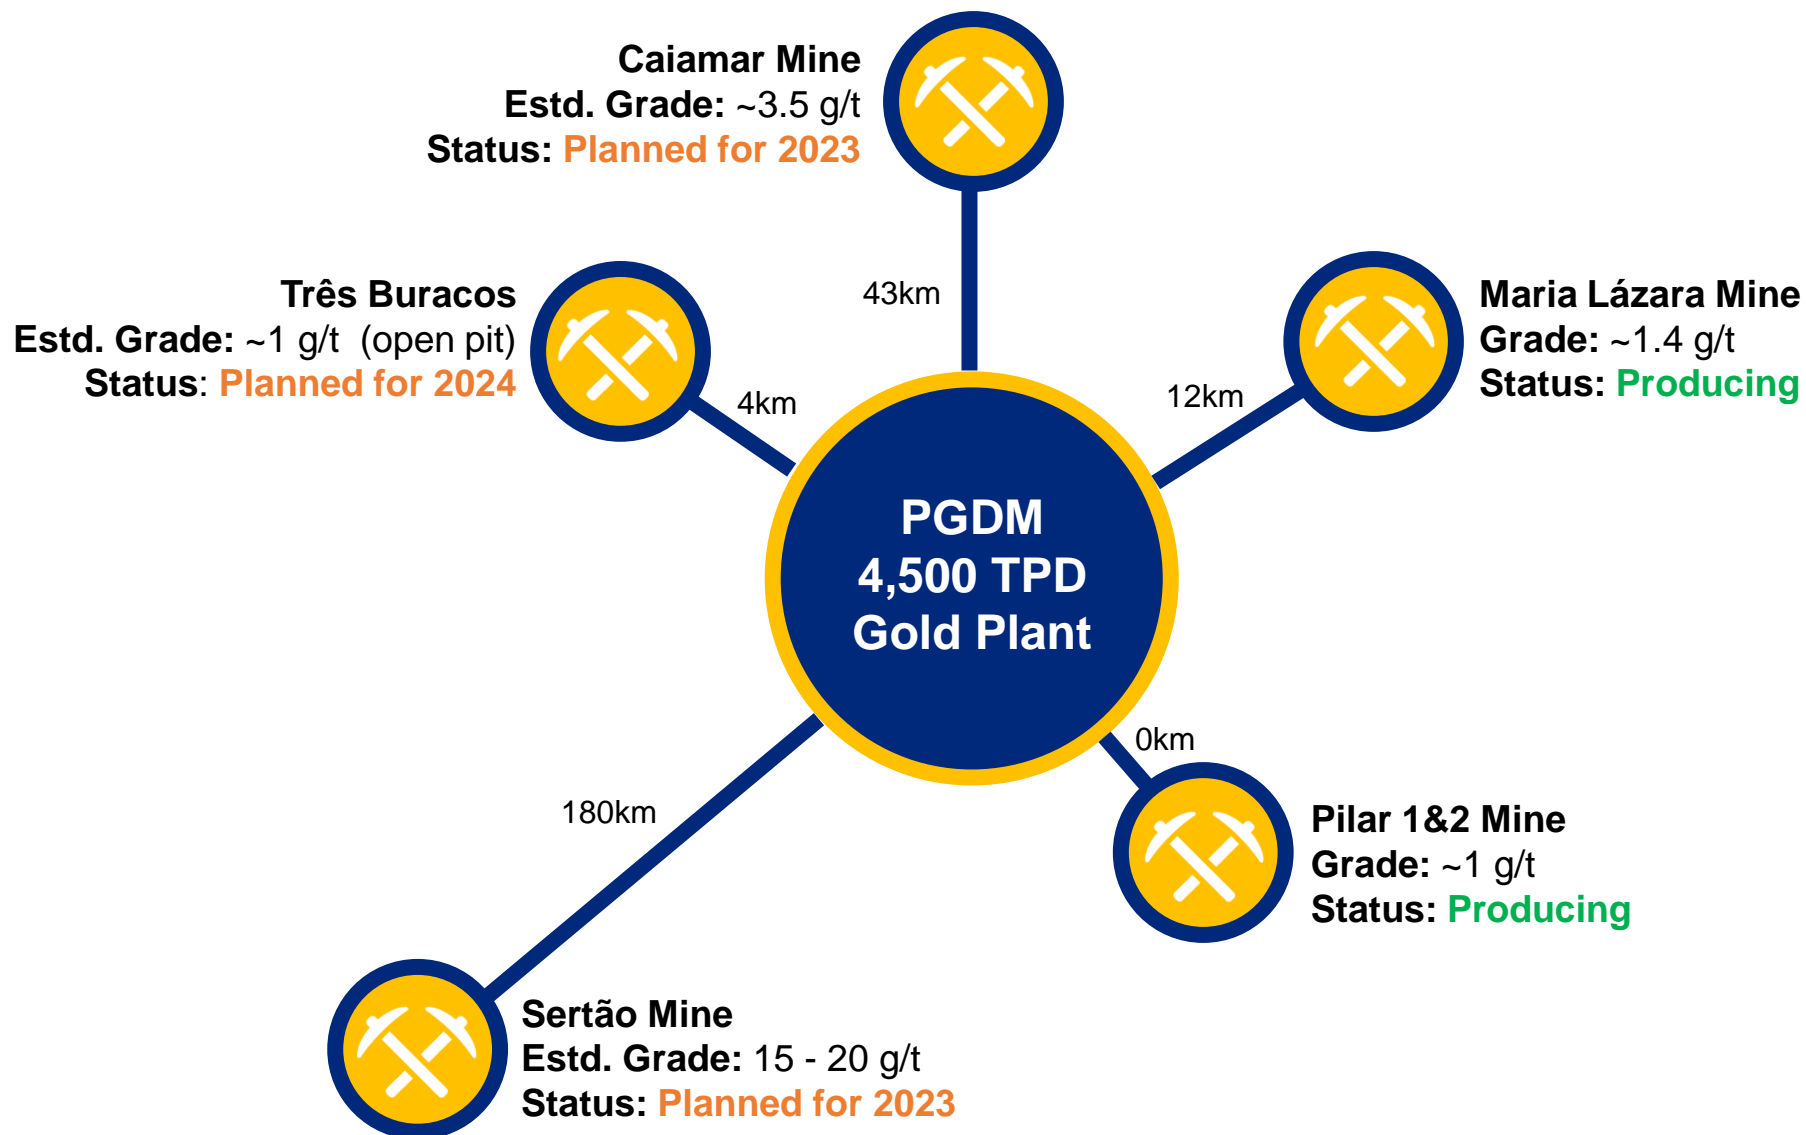 Caiamar Mine
Estd. Grade: ~3.5 g/t
Status: Planned for 2023
43km
Três Buracos
Estd. Grade: ~1 g/t  (open pit)
Status: Planned for 2024
4km
Maria Lázara Mine
Grade: ~1.4 g/t
Status: Producing
12km
PGDM
4,500 TPD
Gold Plant
0km
Pilar 1&2 Mine
Grade: ~1 g/t
Status: Producing
180km
Sertão Mine
Estd. Grade: 15 - 20 g/t
Status: Planned for 2023